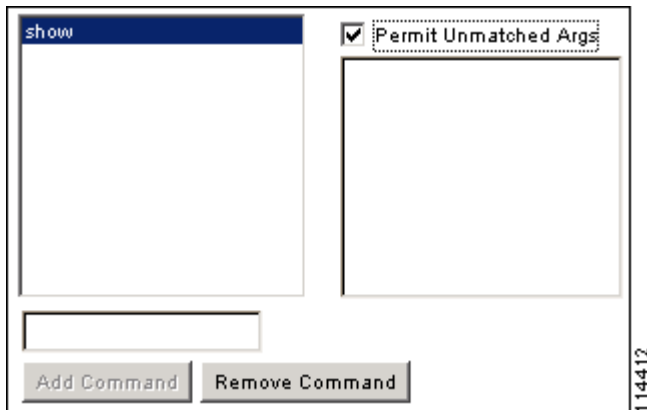 show
Permit Unmatched Args
Add Command
Remove Command
114412